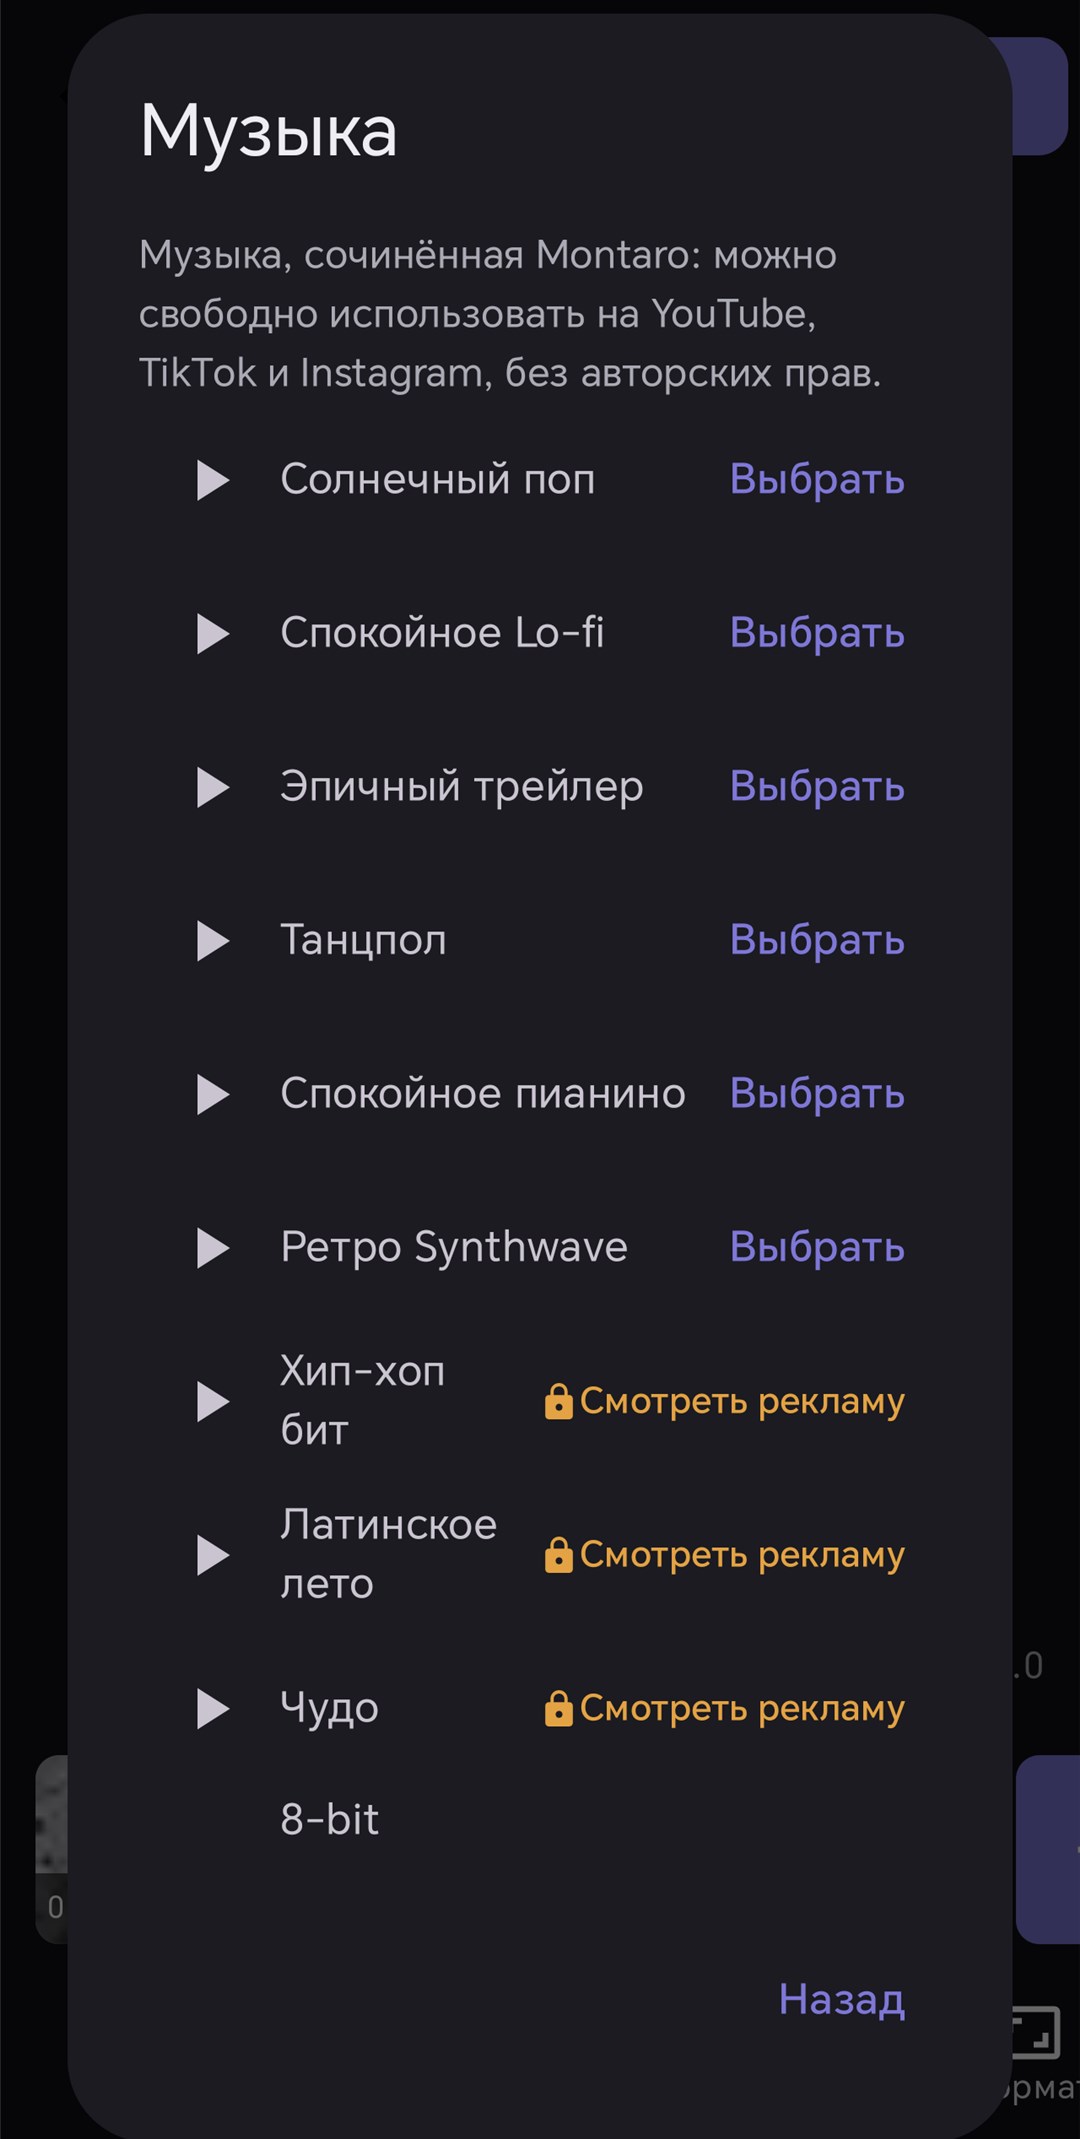 Музыка
Музыка, сочинённая Montaro: можно
свободно использовать на YouTube,
TikTok и Instagram, без авторских прав.
Солнечный поп Выбрать
Спокойное Lo-fi Выбрать
Эпичный трейлер Выбрать
Танцпол Выбрать
Спокойное пианино Выбрать
Ретро Synthwave Выбрать
Хип-хоп
бит
Смотреть рекламу
Латинское
лето
Смотреть рекламу
.0
Чудо Смотреть рекламу
8-bit
0
Назад